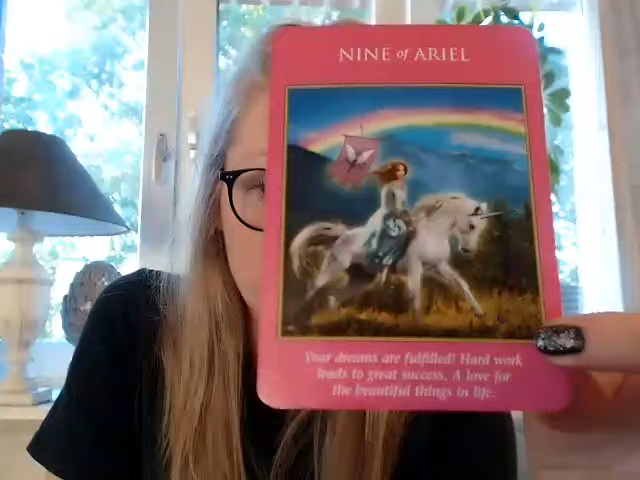 NINE of ARIEL
Your dreams are fulfilled! Hard work
leads to great success. A love for
the beautiful things in life.